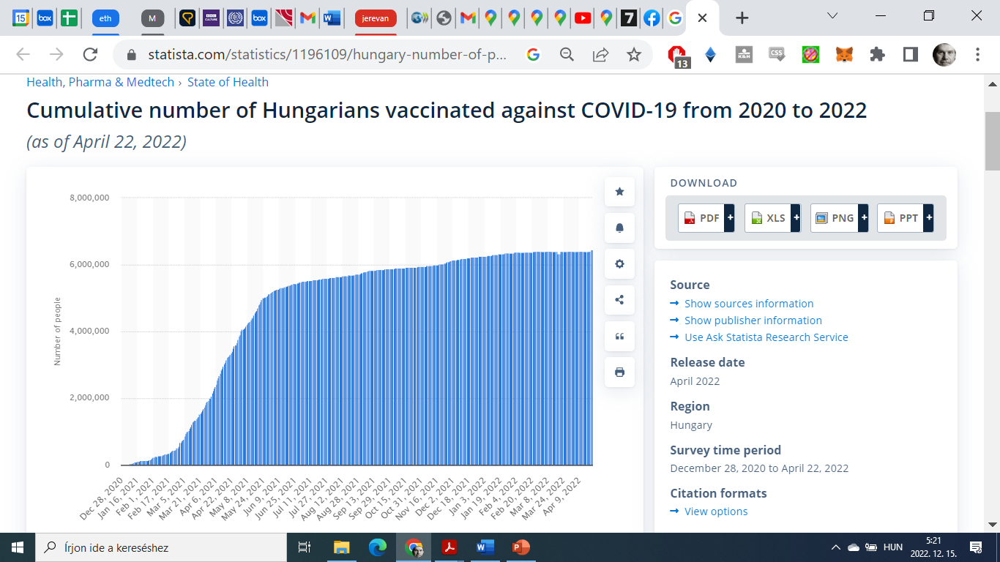 15
box
eth
M
BBC
CULTURE
box
jerevan
7
statista.com/statistics/1196109/hungary-number-of-p...
13
K&H
CSS
Health, Pharma & Medtech › State of Health
Cumulative number of Hungarians vaccinated against COVID-19 from 2020 to 2022
(as of April 22, 2022)
8,000,000
6,000,000
4,000,000
2,000,000
0
Number of people
Dec 28, 2020
Jan 16, 2021
Feb 1, 2021
Feb 17, 2021
Mar 5, 2021
Mar 21, 2021
Apr 6, 2021
Apr 22, 2021
May 8, 2021
May 24, 2021
Jun 9, 2021
Jun 25, 2021
Jul 11, 2021
Jul 27, 2021
Aug 12, 2021
Aug 28, 2021
Sep 13, 2021
Sep 29, 2021
Oct 15, 2021
Oct 31, 2021
Nov 16, 2021
Dec 2, 2021
Dec 18, 2021
Jan 3, 2022
Jan 19, 2022
Feb 4, 2022
Feb 20, 2022
Mar 8, 2022
Mar 24, 2022
Apr 9, 2022
DOWNLOAD
PDF + XLS + PNG + PPT +
Source
→ Show sources information
→ Show publisher information
→ Use Ask Statista Research Service
Release date
April 2022
Region
Hungary
Survey time period
December 28, 2020 to April 22, 2022
Citation formats
→ View options
Írjon ide a kereséshez
HUN
5:21
2022. 12. 15.